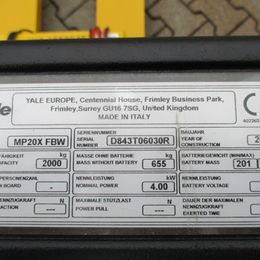 YALE EUROPE, Centennial House, Frimley Business Park,
Frimley, Surrey GU16 7SG, United Kingdom
MADE IN ITALY
CE
SERIENNUMMER
SERIAL NUMBER
BAUJAHR
YEAR OF
MP20X FBW
D843T06030R
kg
MASSE OHNE BATTERIE
MASS WITHOUT BATTERY
kg
BATTERIEGEWICHT (MIN/MAX)
BATTERY MASS
2000
655
201
NENNLEISTUNG
NOMINAL POWER
kW
4.00
BATTERIE
BATTERY
MAXIMALE STÜTZLAST
POWER PULL
N
---
DAUER DER MAXIMALEN
NENNZUGKRAFT
EXERTED TIME